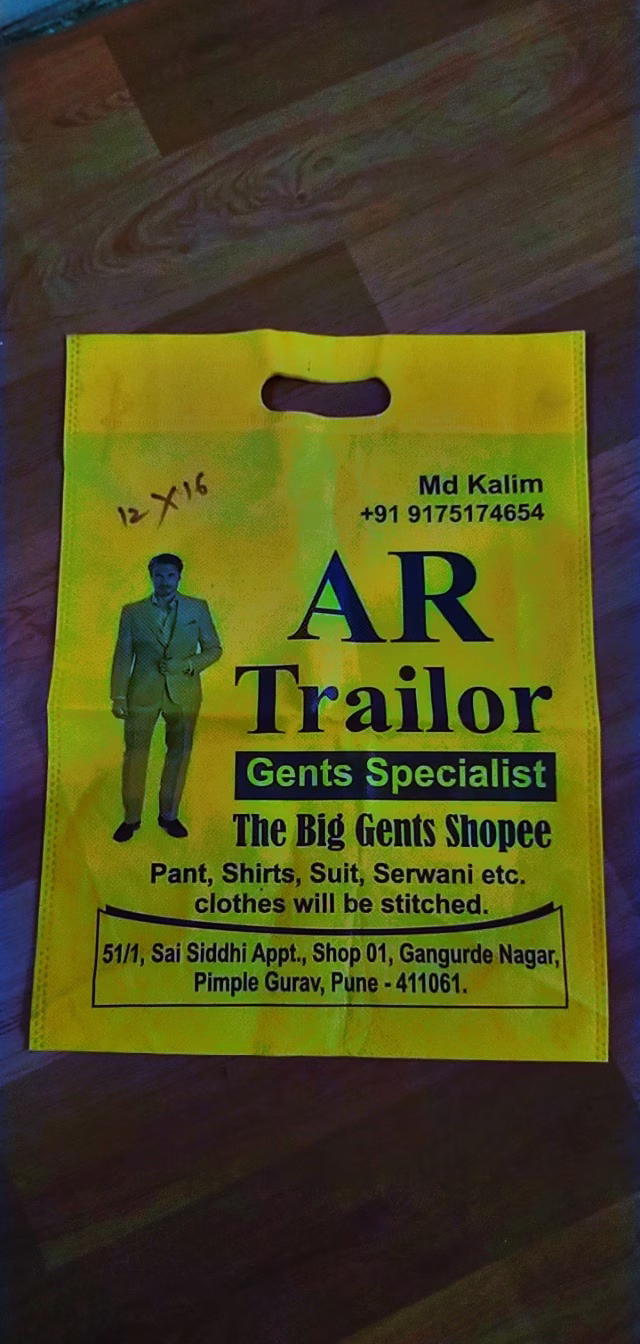 12 X 16
Md Kalim
+91 9175174654
AR
Trailor
Gents Specialist
The Big Gents Shopee
Pant, Shirts, Suit, Serwani etc.
clothes will be stitched.
51/1, Sai Siddhi Appt., Shop 01, Gangurde Nagar,
Pimple Gurav, Pune - 411061.